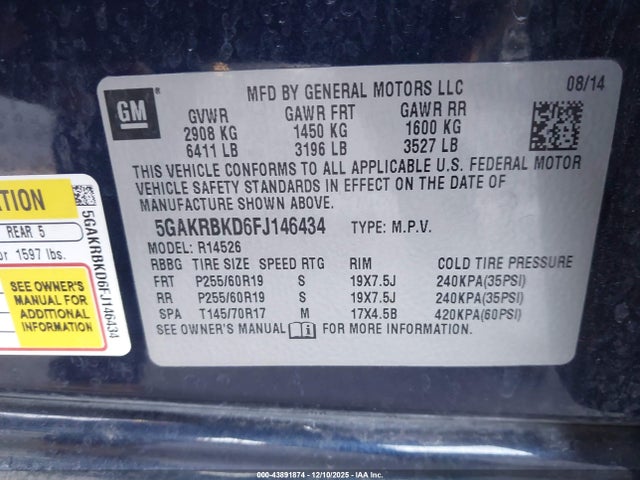 MFD BY GENERAL MOTORS LLC
08/14
GM
GVWR GAWR FRT GAWR RR
2908 KG 1450 KG 1600 KG
6411 LB 3196 LB 3527 LB
THIS VEHICLE CONFORMS TO ALL APPLICABLE U.S. FEDERAL MOTOR
VEHICLE SAFETY STANDARDS IN EFFECT ON THE DATE OF
MANUFACTURE SHOWN ABOVE.
5GAKRBKD6FJ146434 TYPE: M.P.V.
MODEL: R14526
RBBG TIRE SIZE SPEED RTG RIM COLD TIRE PRESSURE
FRT P255/60R19 S 19X7.5J 240KPA(35PSI)
RR P255/60R19 S 19X7.5J 240KPA(35PSI)
SPA T145/70R17 M 17X4.5B 420KPA(60PSI)
SEE OWNER'S MANUAL i FOR MORE INFORMATION
REAR 5
1597 lbs.
SEE OWNER'S
MANUAL FOR
ADDITIONAL
INFORMATION
5GAKRBKD6FJ146434
000-43891874 | 12/10/2025 | IAA Inc.